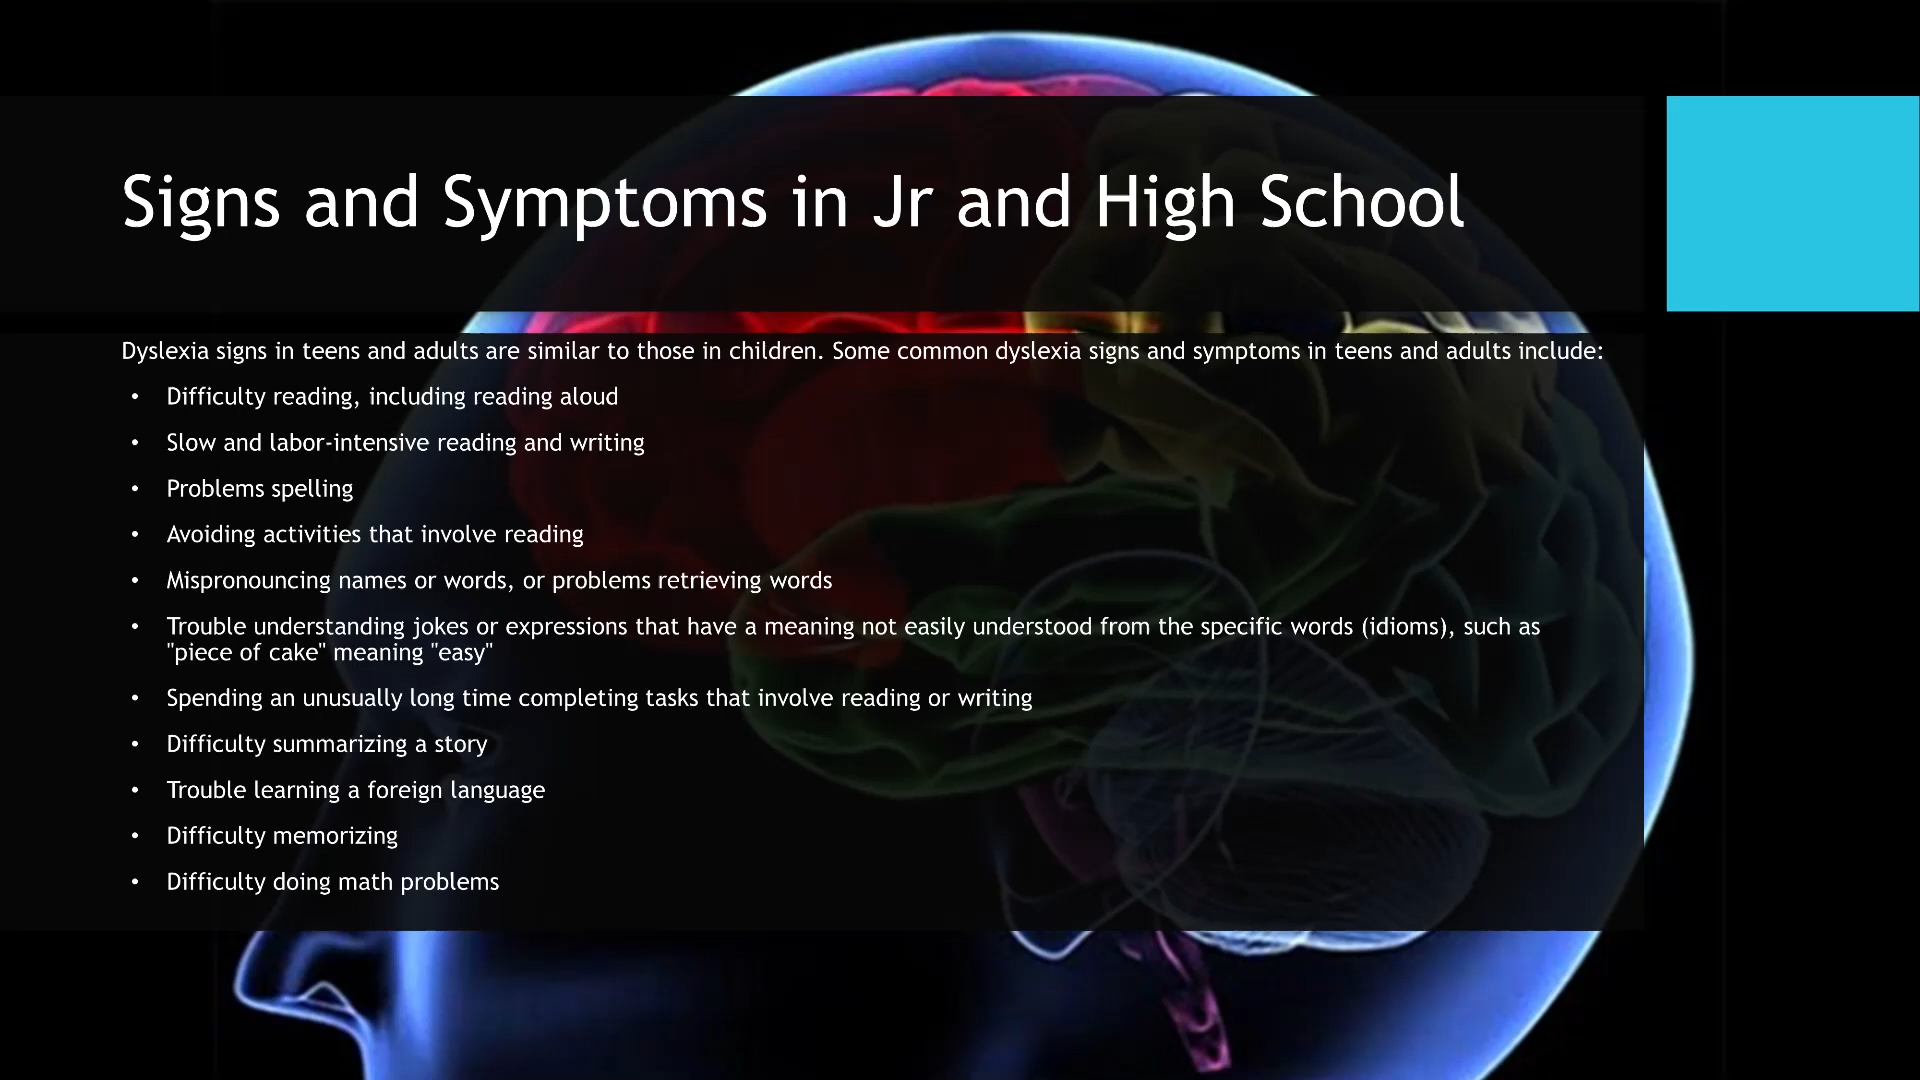 Signs and Symptoms in Jr and High School
Dyslexia signs in teens and adults are similar to those in children. Some common dyslexia signs and symptoms in teens and adults include:
• Difficulty reading, including reading aloud
• Slow and labor-intensive reading and writing
• Problems spelling
• Avoiding activities that involve reading
• Mispronouncing names or words, or problems retrieving words
• Trouble understanding jokes or expressions that have a meaning not easily understood from the specific words (idioms), such as
"piece of cake" meaning "easy"
• Spending an unusually long time completing tasks that involve reading or writing
• Difficulty summarizing a story
• Trouble learning a foreign language
• Difficulty memorizing
• Difficulty doing math problems